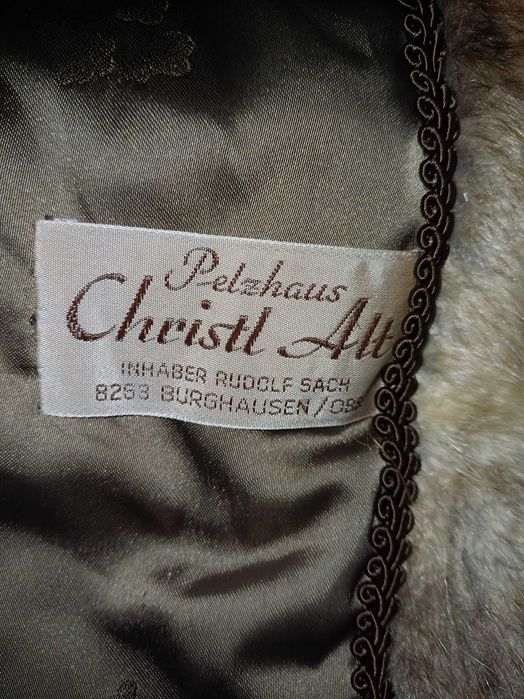 Pelzhaus
Christl Alt
INHABER RUDOLF SACH
8263 BURGHAUSEN/OBB